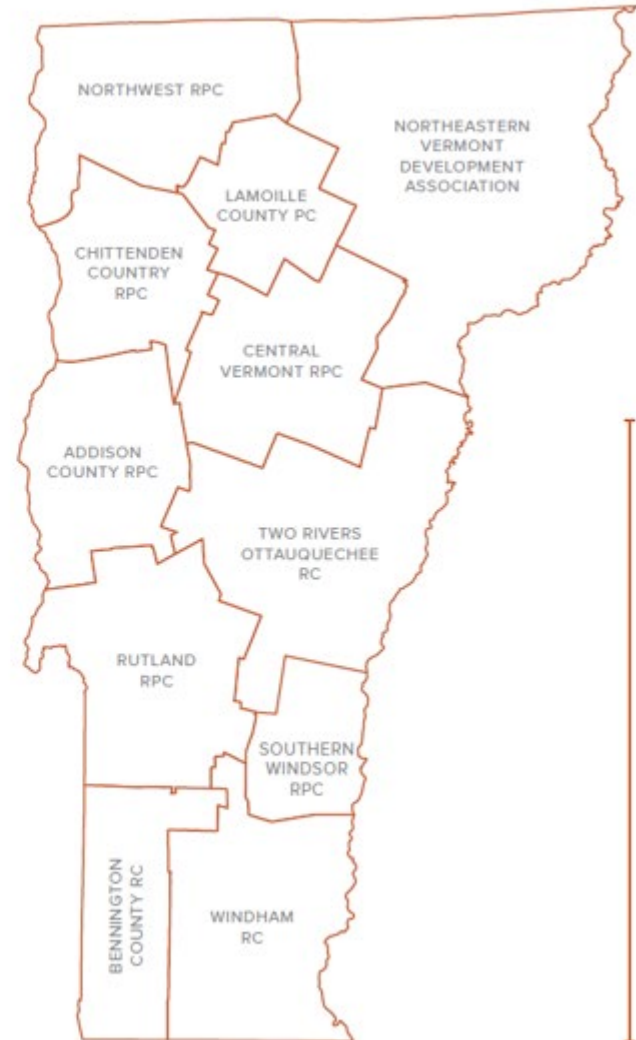 NORTHWEST RPC
NORTHEASTERN
VERMONT
DEVELOPMENT
ASSOCIATION
LAMOILLE
COUNTY PC
CHITTENDEN
COUNTRY
RPC
CENTRAL
VERMONT RPC
ADDISON
COUNTY RPC
TWO RIVERS
OTTAUQUECHEE
RC
RUTLAND
RPC
SOUTHERN
WINDSOR
RPC
BENNINGTON
COUNTY RC
WINDHAM
RC